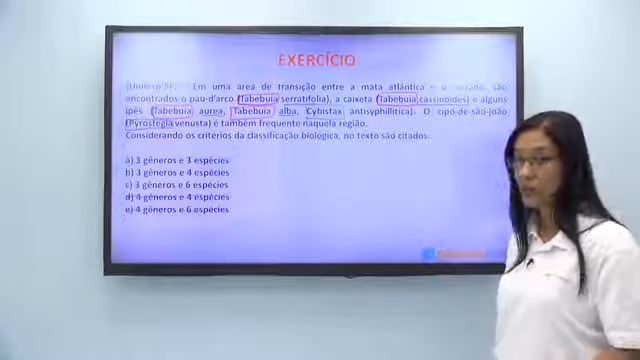 EXERCÍCIO
(Unifesp-SP) Em uma área de transição entre a mata atlântica e o cerrado, são
encontrados o pau-d'arco (Tabebuia serratifolia), a caixeta (Tabebuia cassinoides) e alguns
ipês (Tabebuia aurea, Tabebuia alba, Cybistax antisyphillitica). O cipó-de-são-joão
(Pyrostegia venusta) é também frequente naquela região.
Considerando os critérios da classificação biológica, no texto são citados:
a) 3 gêneros e 3 espécies
b) 3 gêneros e 4 espécies
c) 3 gêneros e 6 espécies
d) 4 gêneros e 4 espécies
e) 4 gêneros e 6 espécies